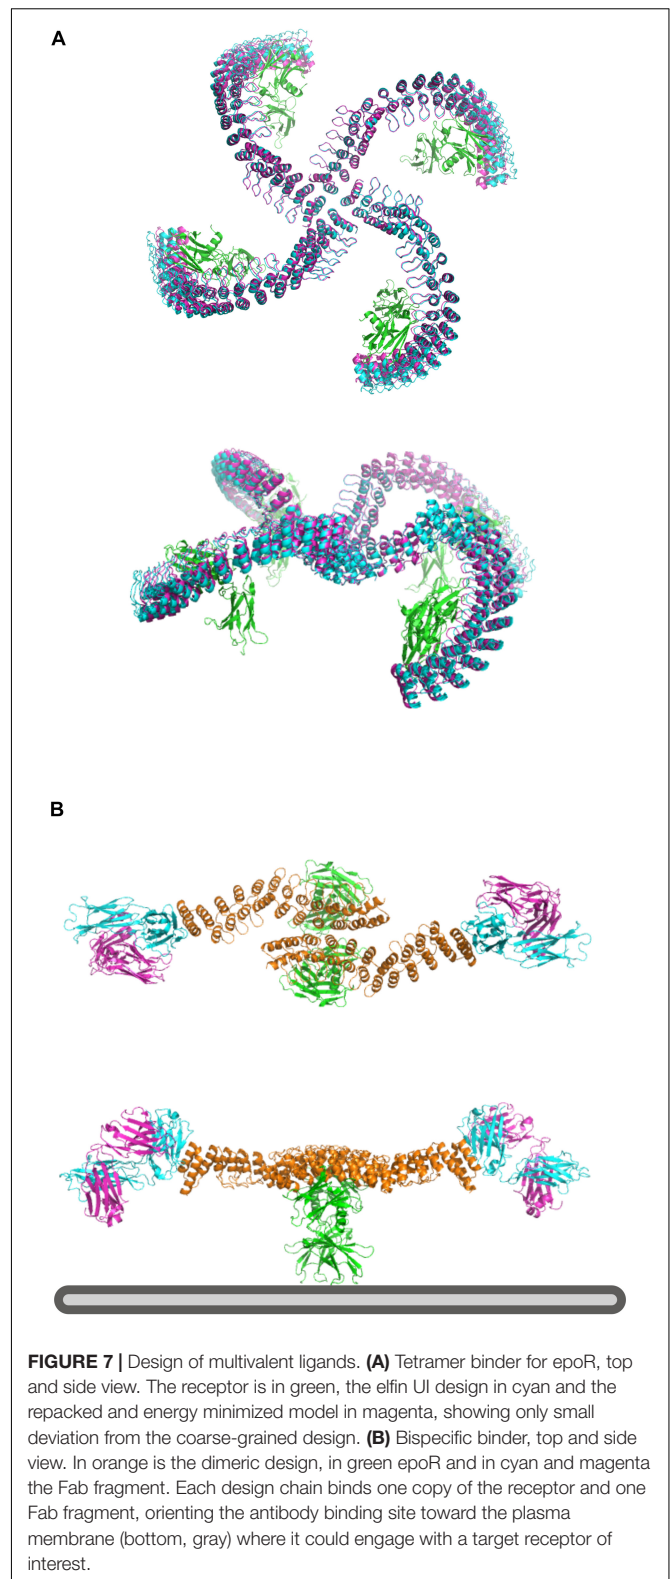 A
B
FIGURE 7 | Design of multivalent ligands. (A) Tetramer binder for epoR, top
and side view. The receptor is in green, the elfin UI design in cyan and the
repacked and energy minimized model in magenta, showing only small
deviation from the coarse-grained design. (B) Bispecific binder, top and side
view. In orange is the dimeric design, in green epoR and in cyan and magenta
the Fab fragment. Each design chain binds one copy of the receptor and one
Fab fragment, orienting the antibody binding site toward the plasma
membrane (bottom, gray) where it could engage with a target receptor of
interest.